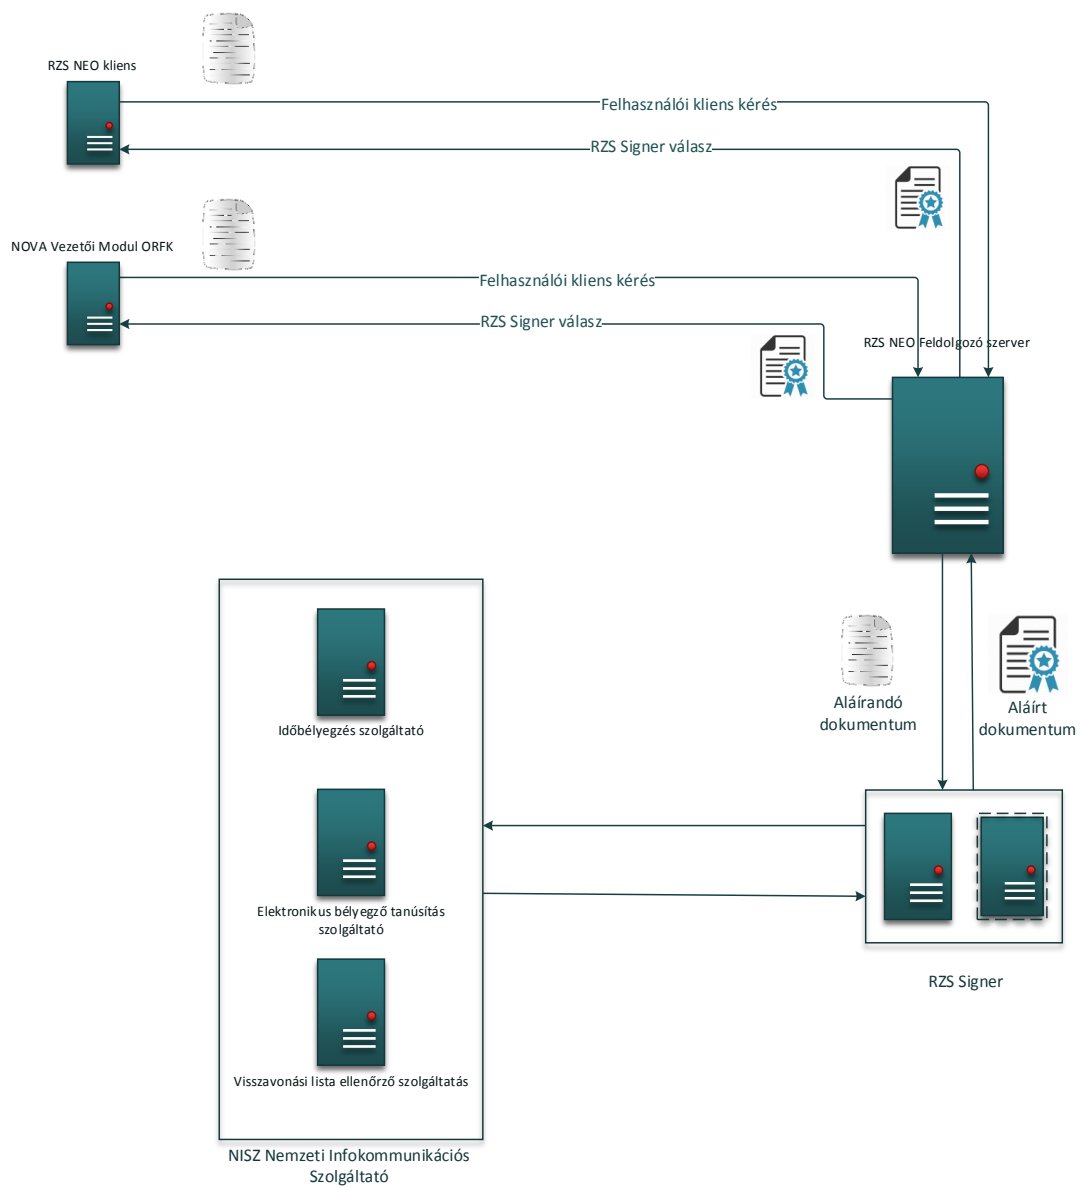 RZS NEO kliens
Felhasználói kliens kérés
RZS Signer válasz
NOVA Vezetői Modul ORFK
Felhasználói kliens kérés
RZS Signer válasz
RZS NEO Feldolgozó szerver
Aláírandó
dokumentum
Aláírt
dokumentum
Időbélyegzés szolgáltató
Elektronikus bélyegző tanúsítás
szolgáltató
RZS Signer
Visszavonási lista ellenőrző szolgáltatás
NISZ Nemzeti Infokommunikációs
Szolgáltató